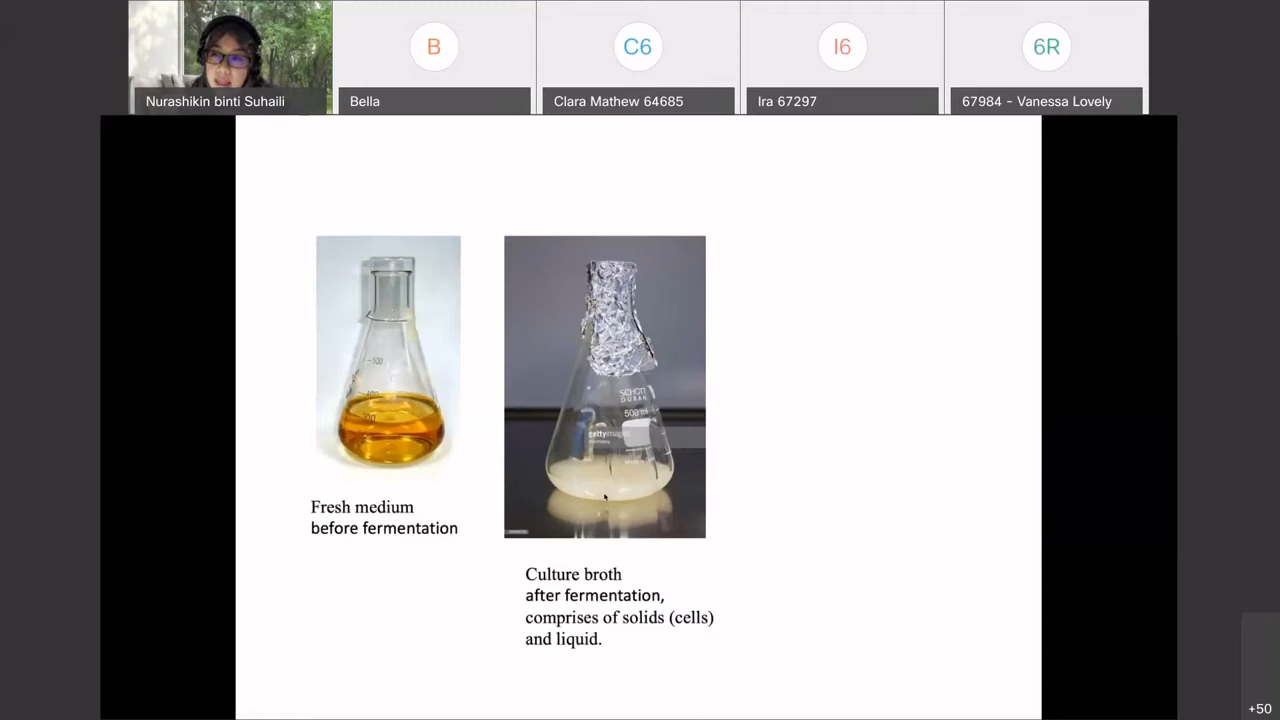 B
C6
I6
6R
Nurashikin binti Suhaili
Bella
Clara Mathew 64685
Ira 67297
67984 - Vanessa Lovely
SCHOTT
DURAN
500 ml
gettyimages
Fresh medium
before fermentation
Culture broth
after fermentation,
comprises of solids (cells)
and liquid.
+50